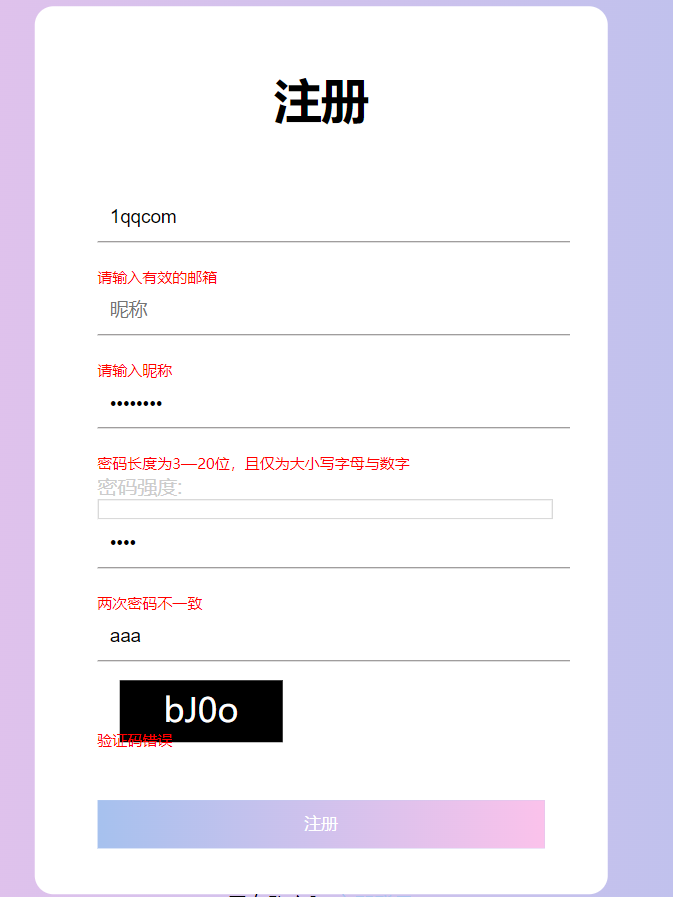 注册
1qqcom
请输入有效的邮箱
昵称
请输入昵称
••••••••
密码长度为3—20位，且仅为大小写字母与数字
密码强度:
••••
两次密码不一致
aaa
bJ0o
验证码错误
注册